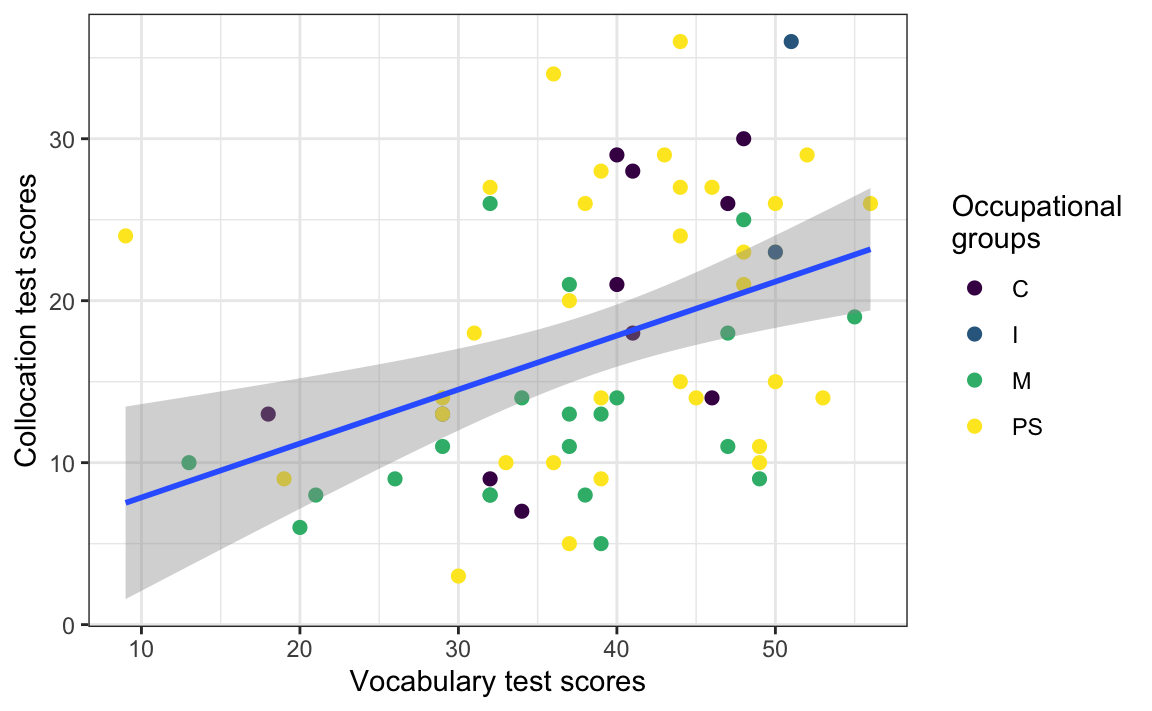 30
20
10
0
10 20 30 40 50
Vocabulary test scores
Collocation test scores
Occupational
groups
C
I
M
PS